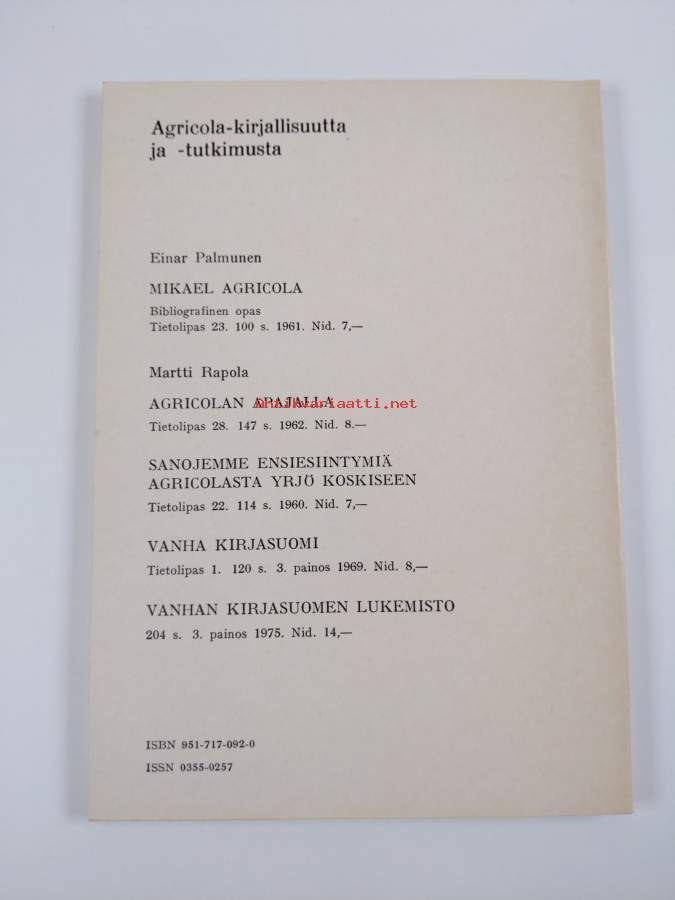 Agricola-kirjallisuutta
ja -tutkimusta
Einar Palmunen
MIKAEL AGRICOLA
Bibliografinen opas
Tietolipas 23. 100 s. 1961. Nid. 7,—
Martti Rapola
AGRICOLAN APAJALLA
antikvariaatti.net
Tietolipas 28. 147 s. 1962. Nid. 8.—
SANOJEMME ENSIESIINTYMIÄ
AGRICOLASTA YRJÖ KOSKISEEN
Tietolipas 22. 114 s. 1960. Nid. 7,—
VANHA KIRJASUOMI
Tietolipas 1. 120 s. 3. painos 1969. Nid. 8,—
VANHAN KIRJASUOMEN LUKEMISTO
204 s. 3. painos 1975. Nid. 14,—
ISBN 951-717-092-0
ISSN 0355-0257